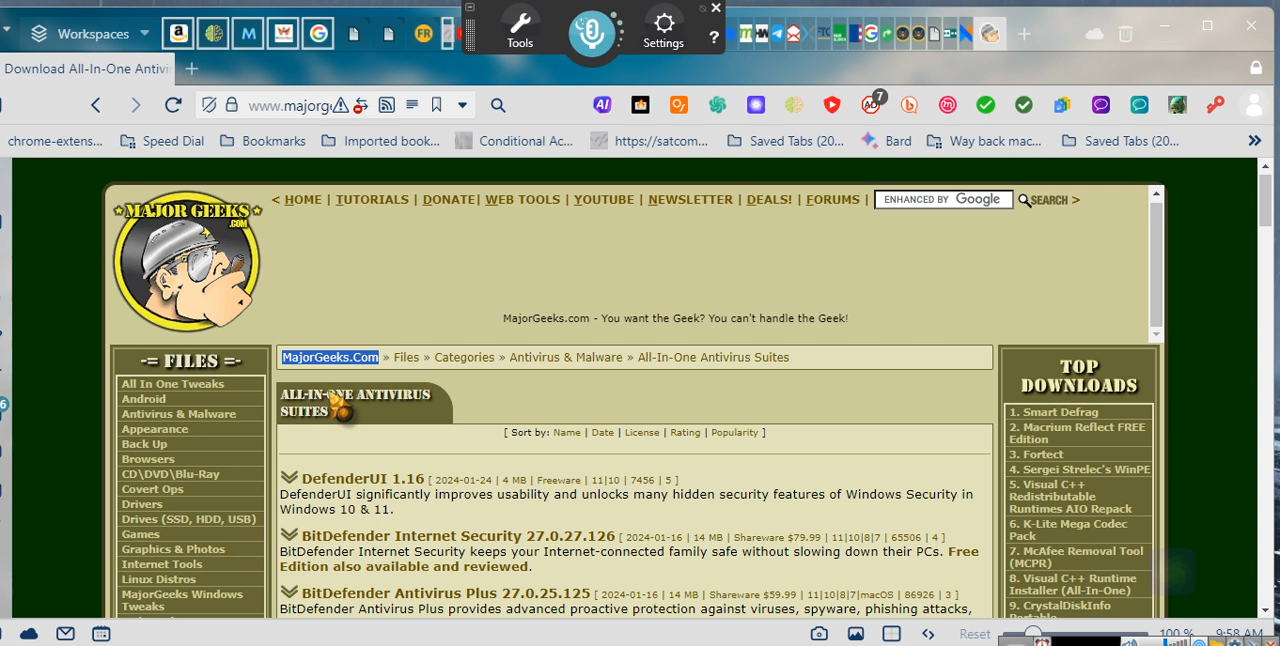 Workspaces
FR
Tools
Settings
?
Download All-In-One Antivi
www.majorg
AI
7
chrome-extens...
Speed Dial
Bookmarks
Imported book...
Conditional Ac...
https://satcom...
Saved Tabs (20...
Bard
Way back mac...
Saved Tabs (20...
MAJOR GEEKS
.COM
< HOME | TUTORIALS | DONATE| WEB TOOLS | YOUTUBE | NEWSLETTER | DEALS! | FORUMS | ENHANCED BY Google SEARCH >
MajorGeeks.com - You want the Geek? You can't handle the Geek!
-= FILES =-
All In One Tweaks
Android
Antivirus & Malware
Appearance
Back Up
Browsers
CD\DVD\Blu-Ray
Covert Ops
Drivers
Drives (SSD, HDD, USB)
Games
Graphics & Photos
Internet Tools
Linux Distros
MajorGeeks Windows
Tweaks
MajorGeeks.Com » Files » Categories » Antivirus & Malware » All-In-One Antivirus Suites
ALL-IN-ONE ANTIVIRUS
SUITES
[ Sort by: Name | Date | License | Rating | Popularity ]
DefenderUI 1.16 [ 2024-01-24 | 4 MB | Freeware | 11|10 | 7456 | 5 ]
DefenderUI significantly improves usability and unlocks many hidden security features of Windows Security in
Windows 10 & 11.
BitDefender Internet Security 27.0.27.126 [ 2024-01-16 | 14 MB | Shareware $79.99 | 11|10|8|7 | 65506 | 4 ]
BitDefender Internet Security keeps your Internet-connected family safe without slowing down their PCs. Free
Edition also available and reviewed.
BitDefender Antivirus Plus 27.0.25.125 [ 2024-01-16 | 14 MB | Shareware $59.99 | 11|10|8|7|macOS | 86926 | 3 ]
BitDefender Antivirus Plus provides advanced proactive protection against viruses, spyware, phishing attacks,
TOP
DOWNLOADS
1. Smart Defrag
2. Macrium Reflect FREE
Edition
3. Fortect
4. Sergei Strelec's WinPE
5. Visual C++
Redistributable
Runtimes AIO Repack
6. K-Lite Mega Codec
Pack
7. McAfee Removal Tool
(MCPR)
8. Visual C++ Runtime
Installer (All-In-One)
9. CrystalDiskInfo
Portable
Reset
100 %
9:58 AM